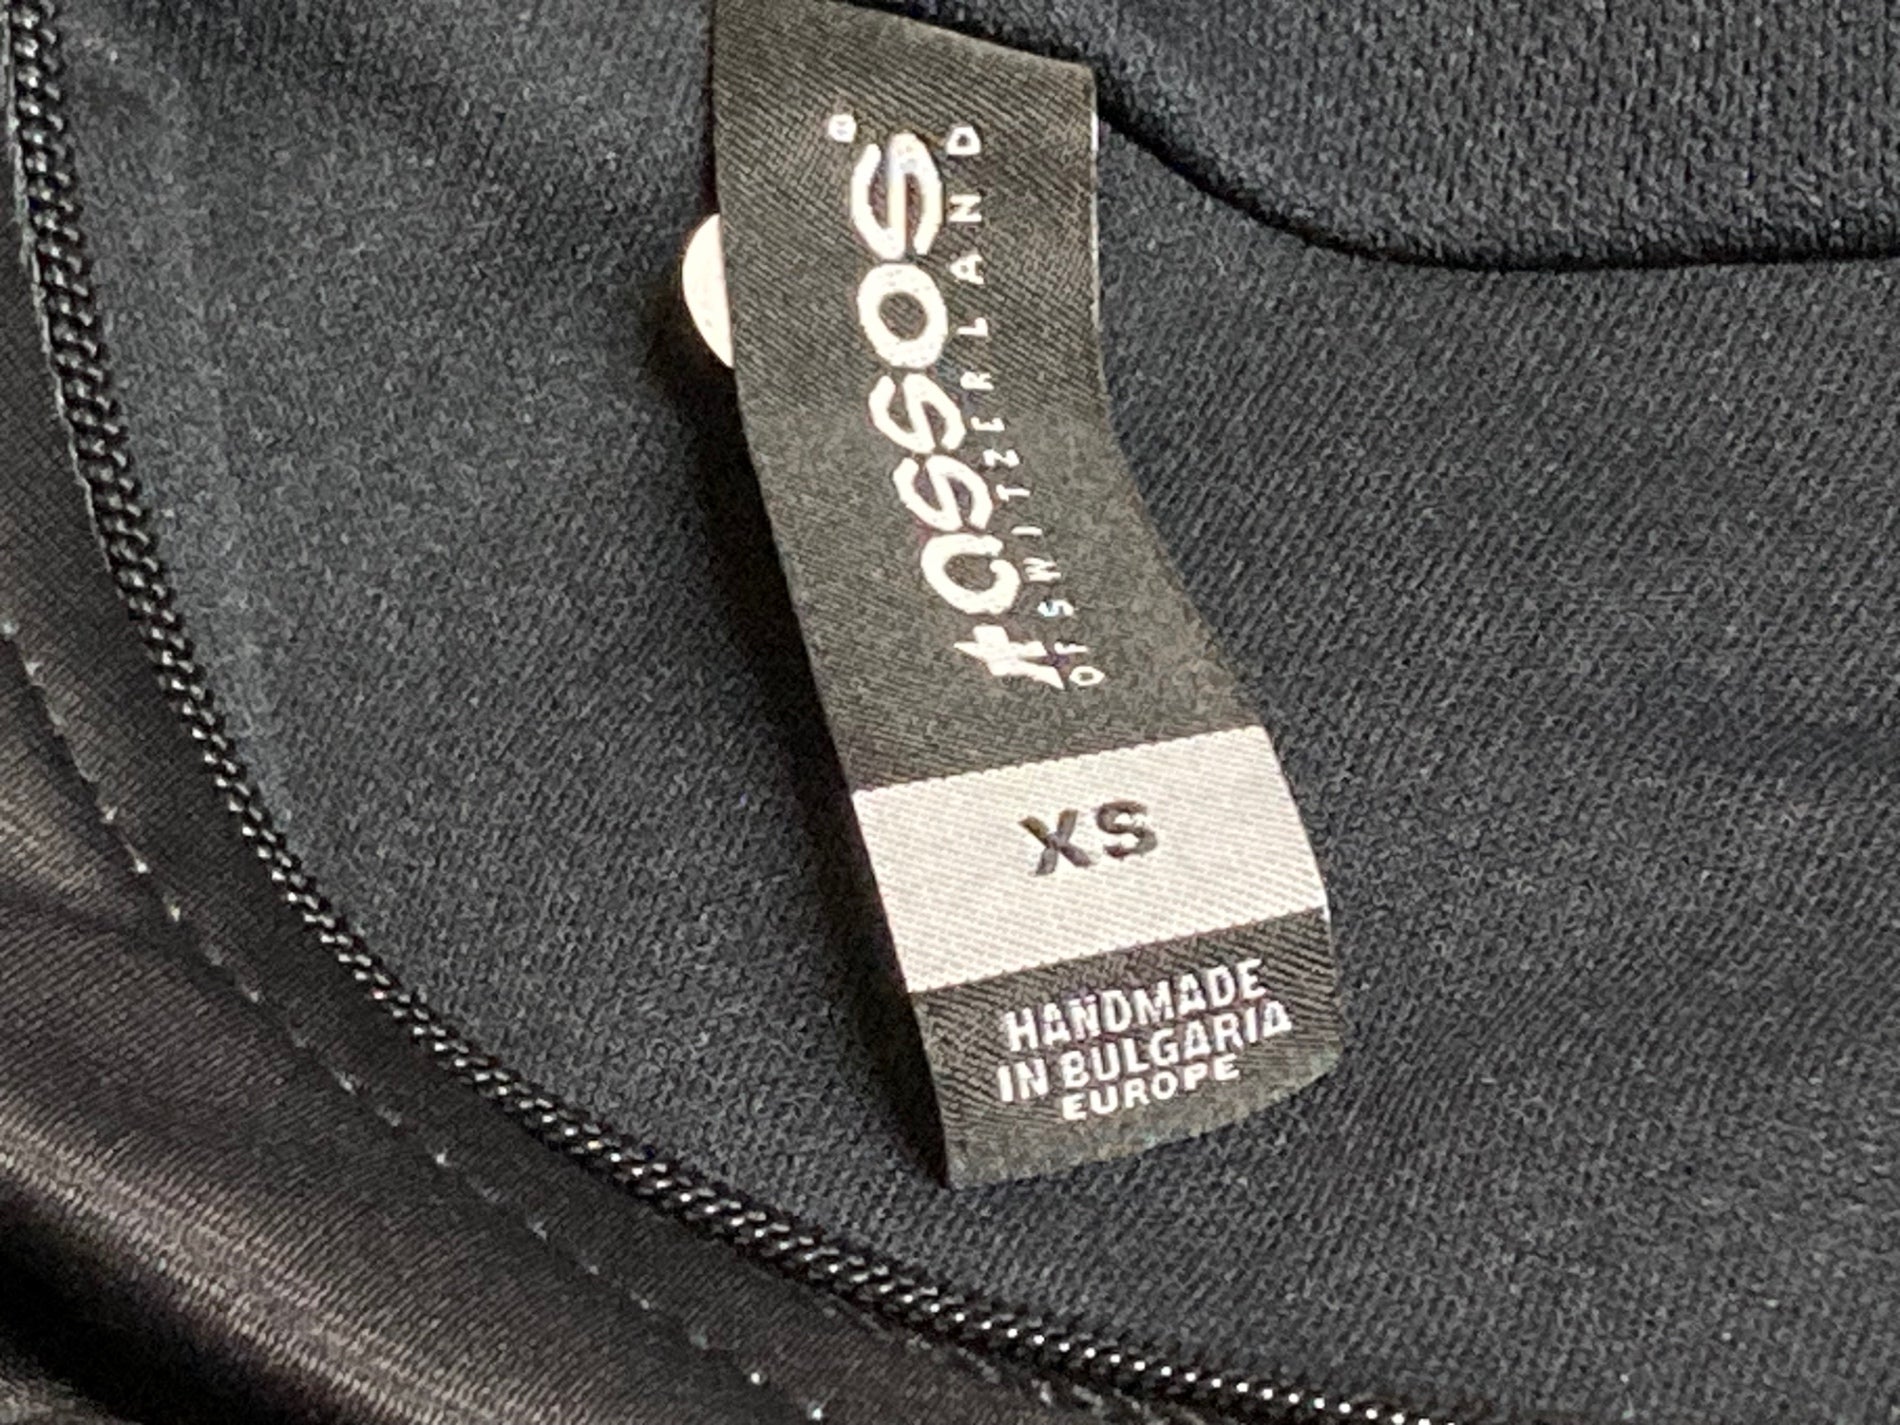 assos®
OF SWITZERLAND
XS
HANDMADE
IN BULGARIA
EUROPE